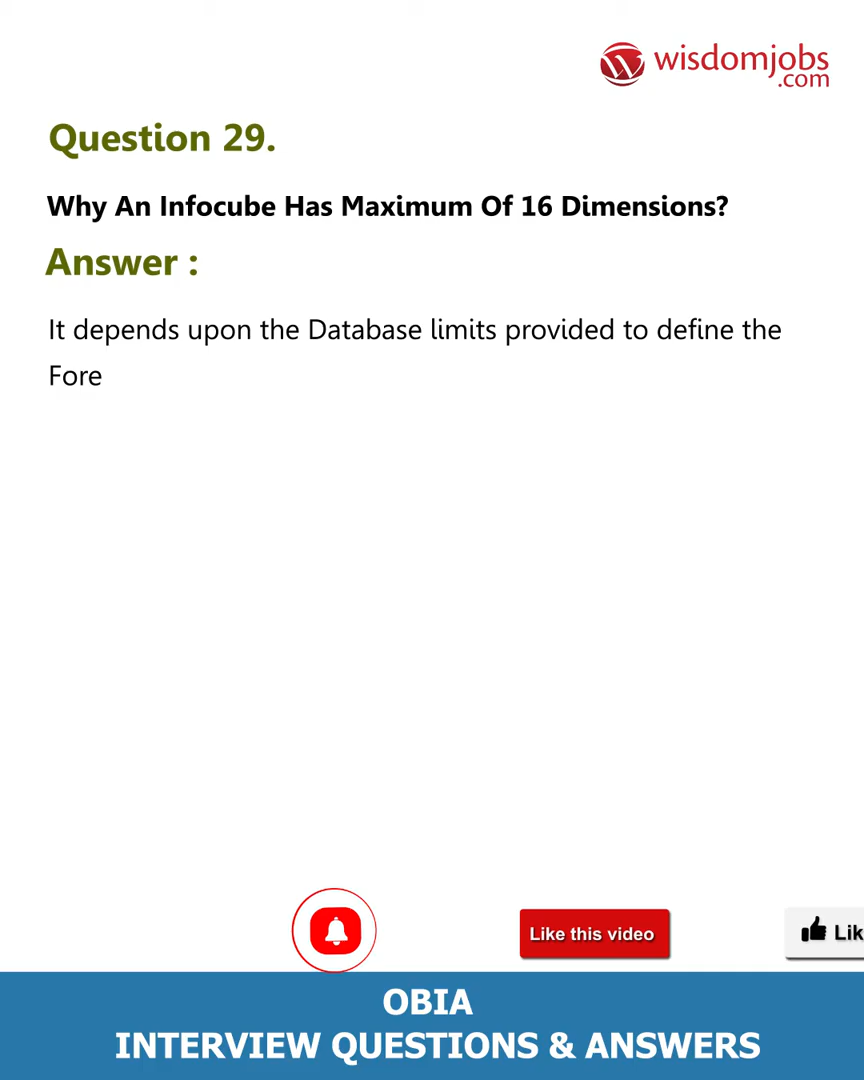 wisdomjobs
.com
Question 29.
Why An Infocube Has Maximum Of 16 Dimensions?
Answer :
It depends upon the Database limits provided to define the
Fore
Like this video
Lik
OBIA
INTERVIEW QUESTIONS & ANSWERS